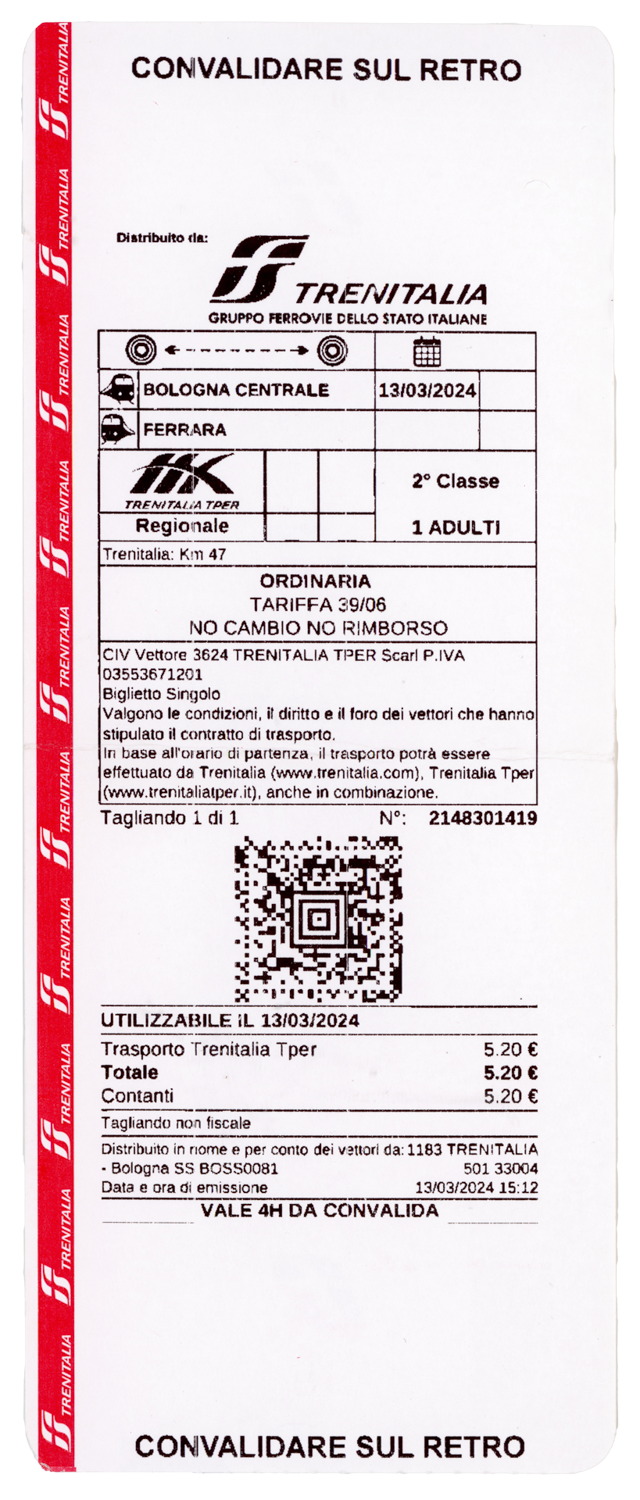 CONVALIDARE SUL RETRO
Distribuito da:
TRENITALIA
GRUPPO FERROVIE DELLO STATO ITALIANE
BOLOGNA CENTRALE 13/03/2024
FERRARA
TRENITALIA TPER
2° Classe
Regionale 1 ADULTI
Trenitalia: Km 47
ORDINARIA
TARIFFA 39/06
NO CAMBIO NO RIMBORSO
CIV Vettore 3624 TRENITALIA TPER Scarl P.IVA
03553671201
Biglietto Singolo
Valgono le condizioni, il diritto e il foro dei vettori che hanno
stipulato il contratto di trasporto.
In base all'orario di partenza, il trasporto potrà essere
effettuato da Trenitalia (www.trenitalia.com), Trenitalia Tper
(www.trenitaliatper.it), anche in combinazione.
Tagliando 1 di 1 N°: 2148301419
UTILIZZABILE IL 13/03/2024
Trasporto Trenitalia Tper 5.20 €
Totale 5.20 €
Contanti 5.20 €
Tagliando non fiscale
Distribuito in nome e per conto dei vettori da: 1183 TRENITALIA
- Bologna SS BOSS0081 501 33004
Data e ora di emissione 13/03/2024 15:12
VALE 4H DA CONVALIDA
CONVALIDARE SUL RETRO
TRENITALIA
TRENITALIA
TRENITALIA
TRENITALIA
TRENITALIA
TRENITALIA
TRENITALIA
TRENITALIA
TRENITALIA
TRENITALIA